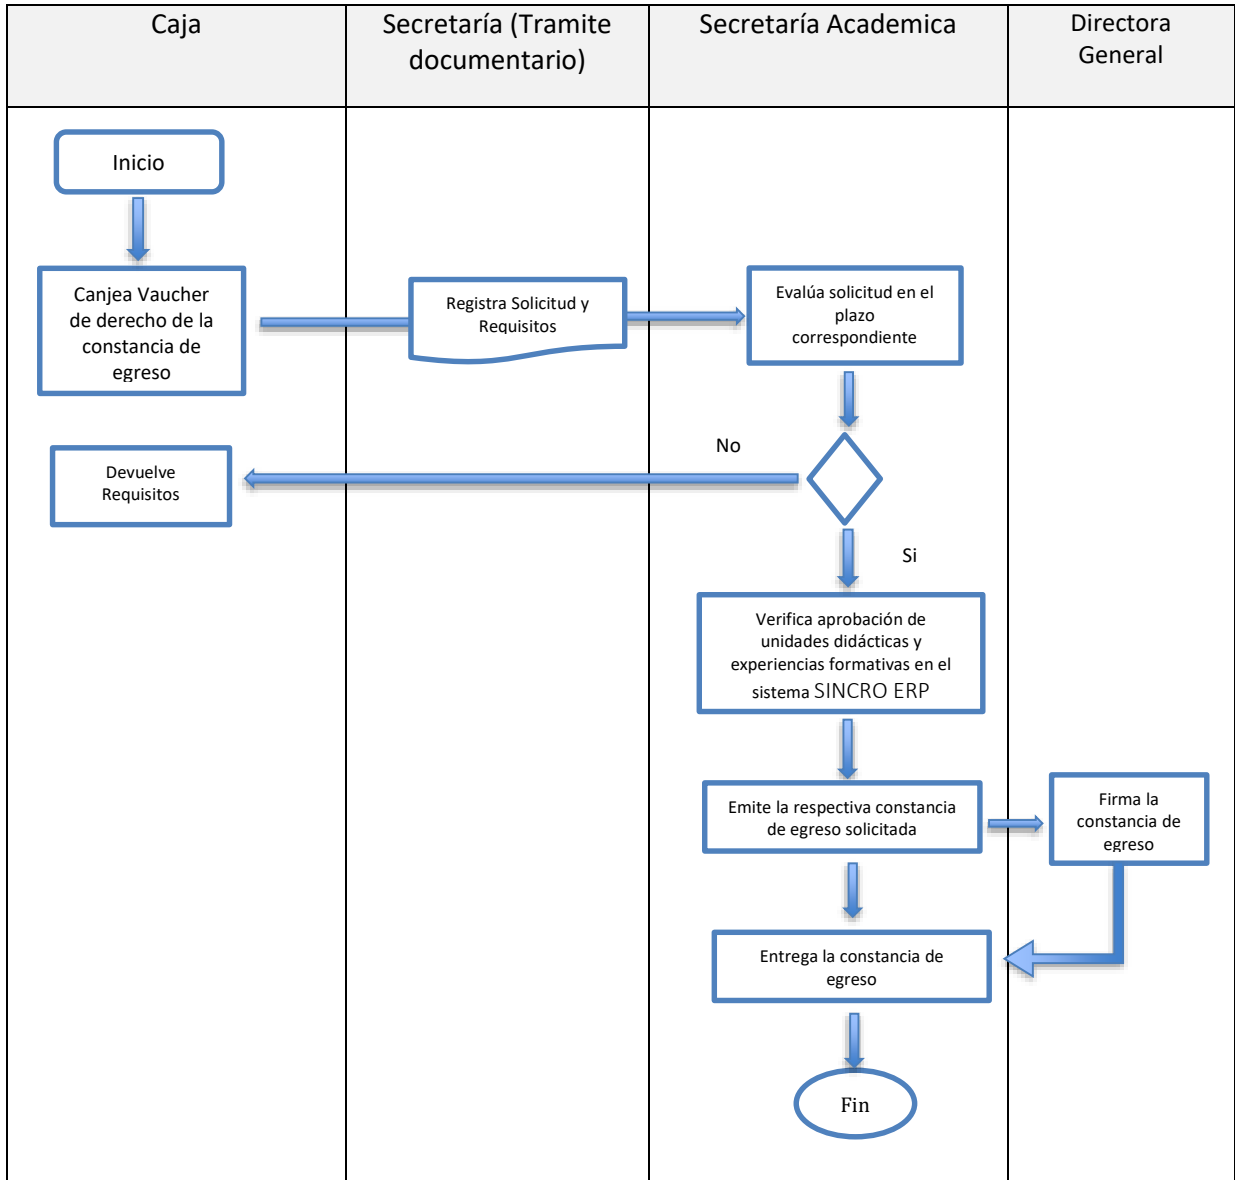 Caja
Secretaría (Tramite
documentario)
Secretaría Academica
Directora
General
Inicio
Canjea Vaucher
de derecho de la
constancia de
egreso
Registra Solicitud y
Requisitos
Evalúa solicitud en el
plazo
correspondiente
No
Devuelve
Requisitos
Si
Verifica aprobación de
unidades didácticas y
experiencias formativas en el
sistema SINCRO ERP
Emite la respectiva constancia
de egreso solicitada
Firma la
constancia de
egreso
Entrega la constancia de
egreso
Fin